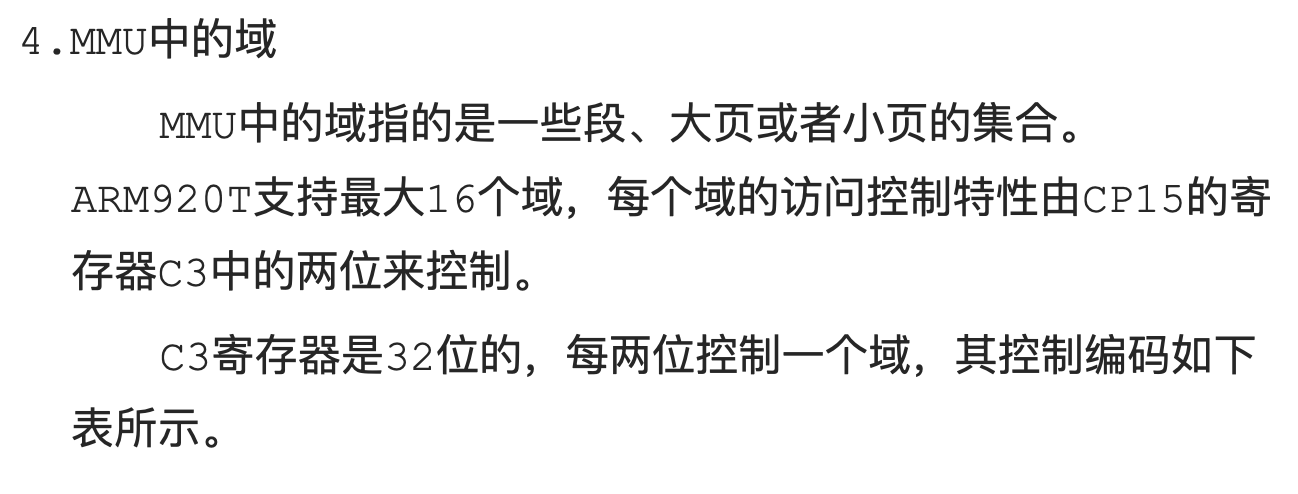 4.MMU中的域
MMU中的域指的是一些段、大页或者小页的集合。
ARM920T支持最大16个域，每个域的访问控制特性由CP15的寄
存器C3中的两位来控制。
C3寄存器是32位的，每两位控制一个域，其控制编码如下
表所示。